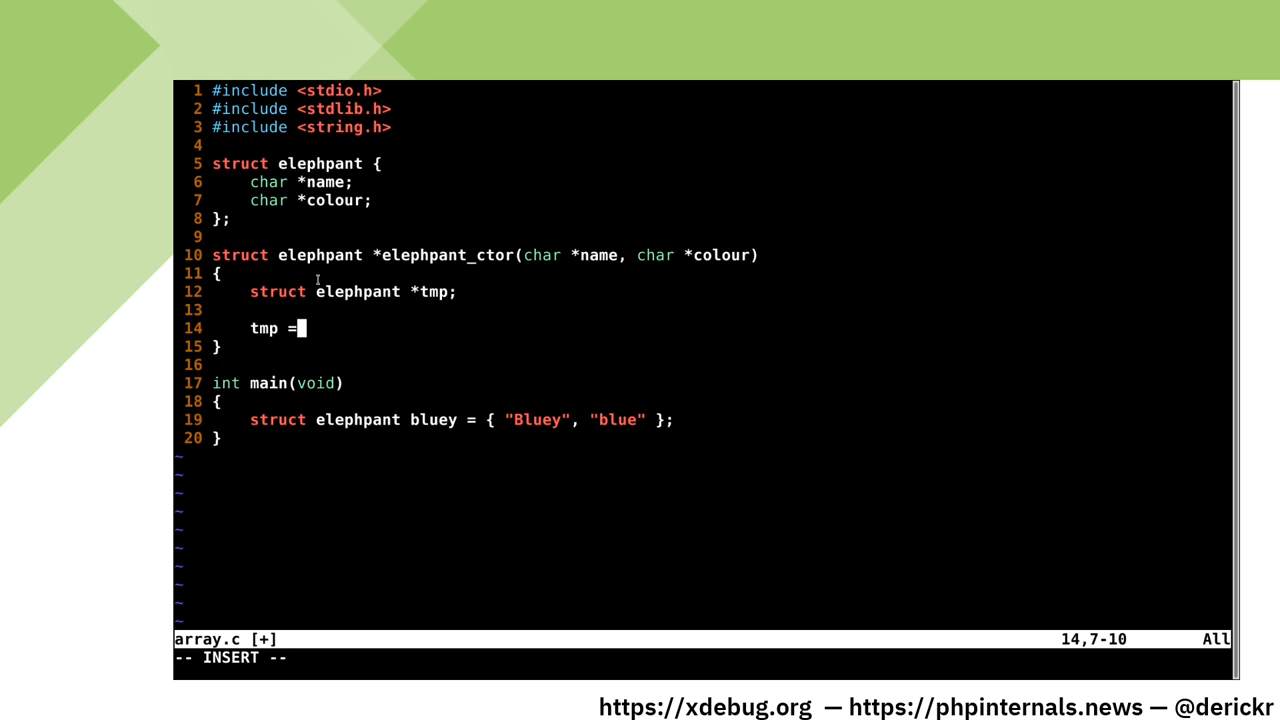 1 #include <stdio.h>
2 #include <stdlib.h>
3 #include <string.h>
4
5 struct elephpant {
6     char *name;
7     char *colour;
8 };
9
10 struct elephpant *elephpant_ctor(char *name, char *colour)
11 {
12     struct elephpant *tmp;
13
14     tmp =
15 }
16
17 int main(void)
18 {
19     struct elephpant bluey = { "Bluey", "blue" };
20 }
~
~
~
~
~
~
~
~
~
~
array.c [+] 14,7-10 All
-- INSERT --
https://xdebug.org — https://phpinternals.news — @derickr